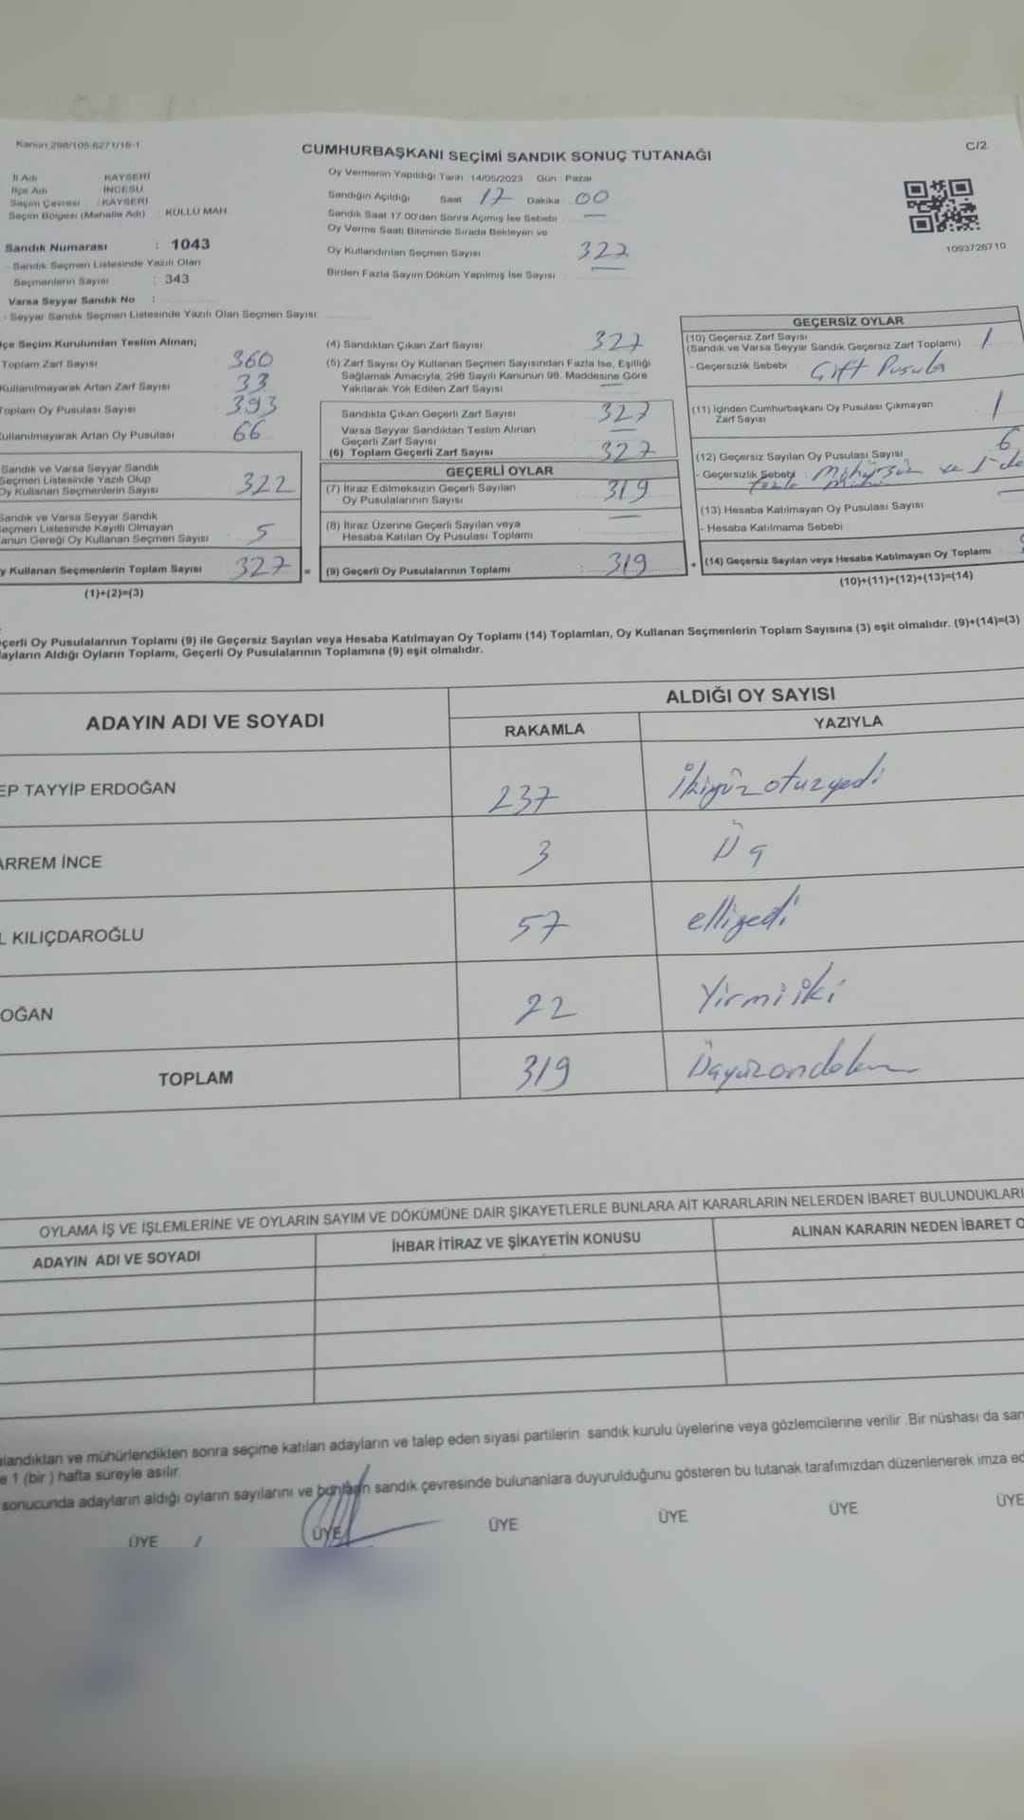 Kanun 298/105-6271/16-1
CUMHURBAŞKANI SEÇİMİ SANDIK SONUÇ TUTANAĞI
C/2
İl Adı KAYSERİ
İlçe Adı İNCESU
Seçim Çevresi : KAYSERİ
Seçim Bölgesi (Mahalle Adı) : KÜLLÜ MAH
Sandık Numarası : 1043
- Sandık Seçmen Listesinde Yazılı Olan
Seçmenlerin Sayısı : 343
Varsa Seyyar Sandık No :
- Seyyar Sandık Seçmen Listesinde Yazılı Olan Seçmen Sayısı
Oy Vermenin Yapıldığı Tarih 14/05/2023 Gün : Pazar
Sandığın Açıldığı Saat 17 Dakika 00
Sandık Saat 17.00'den Sonra Açılmış İse Sebebi —
Oy Verme Saati Bitiminde Sırada Bekleyen ve
Oy Kullandırılan Seçmen Sayısı 322
Birden Fazla Sayım Döküm Yapılmış İse Sayısı —
1093726710
çe Seçim Kurulundan Teslim Alınan;
Toplam Zarf Sayısı 360
Kullanılmayarak Artan Zarf Sayısı 33
Toplam Oy Pusulası Sayısı 393
Kullanılmayarak Artan Oy Pusulası 66
Sandık ve Varsa Seyyar Sandık
Seçmen Listesinde Yazılı Olup
Oy Kullanan Seçmenlerin Sayısı 322
Sandık ve Varsa Seyyar Sandık
Seçmen Listesinde Kayıtlı Olmayan
Kanun Gereği Oy Kullanan Seçmen Sayısı 5
y Kullanan Seçmenlerin Toplam Sayısı 327 =
(1)+(2)=(3)
(4) Sandıktan Çıkan Zarf Sayısı 327
(5) Zarf Sayısı Oy Kullanan Seçmen Sayısından Fazla İse, Eşitliği
Sağlamak Amacıyla, 298 Sayılı Kanunun 98. Maddesine Göre
Yakılarak Yok Edilen Zarf Sayısı —
Sandıkta Çıkan Geçerli Zarf Sayısı 327
Varsa Seyyar Sandıktan Teslim Alınan
Geçerli Zarf Sayısı —
(6) Toplam Geçerli Zarf Sayısı 327
GEÇERLİ OYLAR
(7) İtiraz Edilmeksizin Geçerli Sayılan
Oy Pusulalarının Sayısı 319
(8) İtiraz Üzerine Geçerli Sayılan veya
Hesaba Katılan Oy Pusulası Toplamı —
(9) Geçerli Oy Pusulalarının Toplamı : 319 +
GEÇERSİZ OYLAR
(10) Geçersiz Zarf Sayısı
(Sandık ve Varsa Seyyar Sandık Geçersiz Zarf Toplamı) 1
- Geçersizlik Sebebi Çift Pusula
(11) İçinden Cumhurbaşkanı Oy Pusulası Çıkmayan
Zarf Sayısı 1
(12) Geçersiz Sayılan Oy Pusulası Sayısı 6
- Geçersizlik Sebebi : Mühürsüz ve 1 de
fazla
(13) Hesaba Katılmayan Oy Pusulası Sayısı —
- Hesaba Katılmama Sebebi
(14) Geçersiz Sayılan veya Hesaba Katılmayan Oy Toplamı
(10)+(11)+(12)+(13)=(14)
çerli Oy Pusulalarının Toplamı (9) ile Geçersiz Sayılan veya Hesaba Katılmayan Oy Toplamı (14) Toplamları, Oy Kullanan Seçmenlerin Toplam Sayısına (3) eşit olmalıdır. (9)+(14)=(3)
layların Aldığı Oyların Toplamı, Geçerli Oy Pusulalarının Toplamına (9) eşit olmalıdır.
ADAYIN ADI VE SOYADI
ALDIĞI OY SAYISI
RAKAMLA YAZIYLA
EP TAYYİP ERDOĞAN 237 İkiyüzotuzyedi
ARREM İNCE 3 Üç
L KILIÇDAROĞLU 57 elliyedi
OĞAN 22 Yirmiiki
TOPLAM 319 Üçyüzondokuz
OYLAMA İŞ VE İŞLEMLERİNE VE OYLARIN SAYIM VE DÖKÜMÜNE DAİR ŞİKAYETLERLE BUNLARA AİT KARARLARIN NELERDEN İBARET BULUNDUKLARI
ADAYIN ADI VE SOYADI İHBAR İTİRAZ VE ŞİKAYETİN KONUSU ALINAN KARARIN NEDEN İBARET O
alandıktan ve mühürlendikten sonra seçime katılan adayların ve talep eden siyasi partilerin sandık kurulu üyelerine veya gözlemcilerine verilir .Bir nüshası da san
e 1 (bir ) hafta süreyle asılır.
sonucunda adayların aldığı oyların sayılarını ve bunların sandık çevresinde bulunanlara duyurulduğunu gösteren bu tutanak tarafımızdan düzenlenerek imza ed
ÜYE ÜYE ÜYE ÜYE ÜYE ÜYE